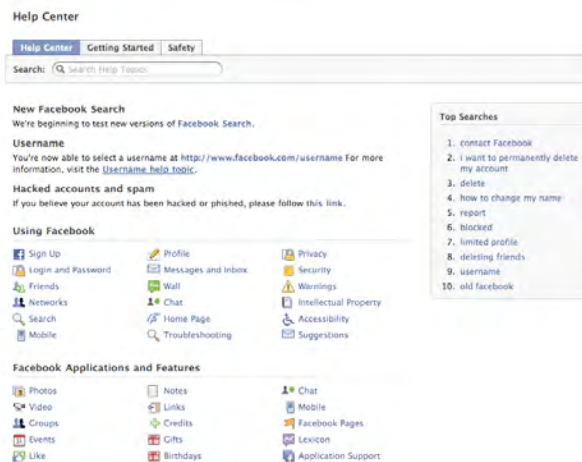 Help Center
Help Center Getting Started Safety
Search: Search Help Topics
New Facebook Search
We're beginning to test new versions of Facebook Search.
Username
You're now able to select a username at http://www.facebook.com/username For more
information, visit the Username help topic.
Hacked accounts and spam
If you believe your account has been hacked or phished, please follow this link.
Using Facebook
Sign Up Profile Privacy
Login and Password Messages and Inbox Security
Friends Wall Warnings
Networks Chat Intellectual Property
Search Home Page Accessibility
Mobile Troubleshooting Suggestions
Facebook Applications and Features
Photos Notes Chat
Video Links Mobile
Groups Credits Facebook Pages
Events Gifts Lexicon
Like Birthdays Application Support
Top Searches
1. contact Facebook
2. i want to permanently delete
my account
3. delete
4. how to change my name
5. report
6. blocked
7. limited profile
8. deleting friends
9. username
10. old facebook